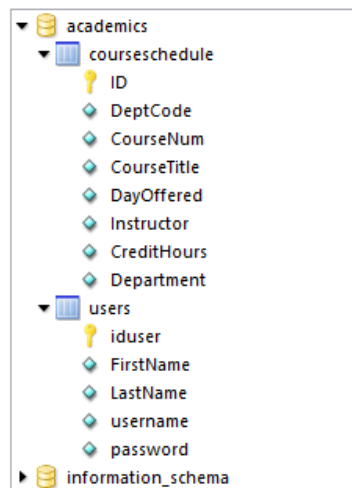 academics
courseschedule
ID
DeptCode
CourseNum
CourseTitle
DayOffered
Instructor
CreditHours
Department
users
iduser
FirstName
LastName
username
password
information_schema